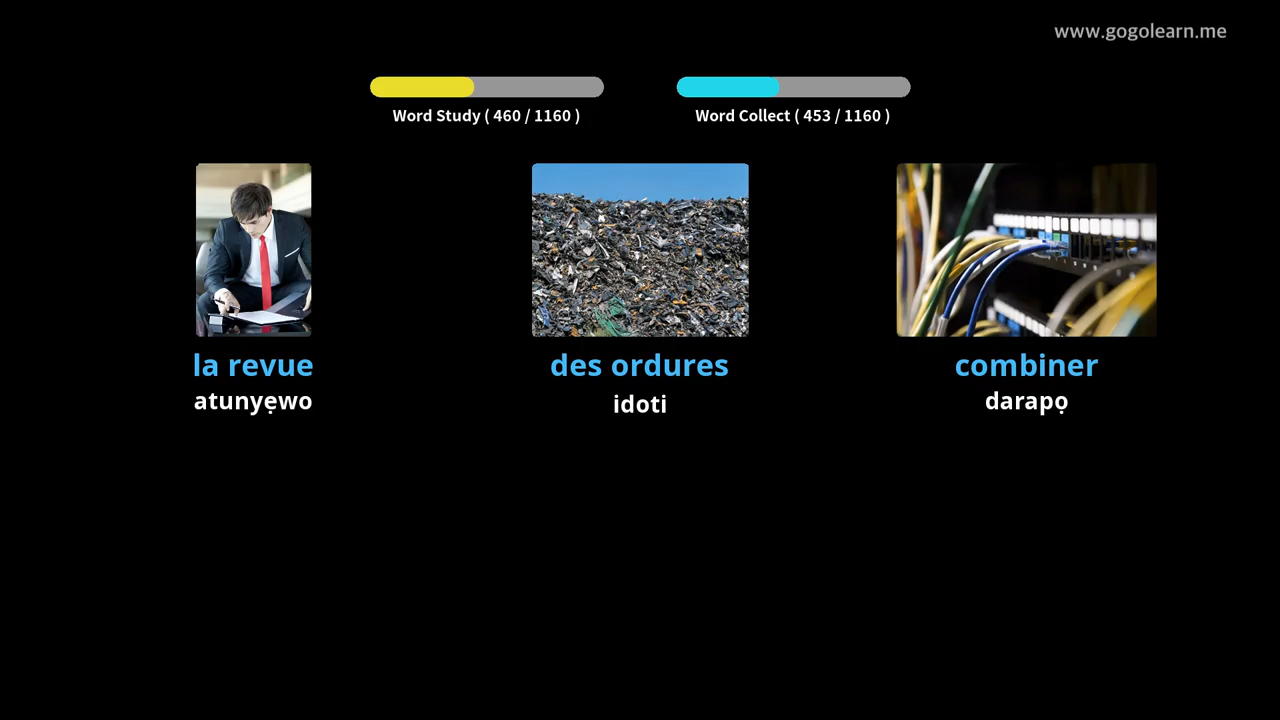 www.gogolearn.me
Word Study ( 460 / 1160 )
Word Collect ( 453 / 1160 )
la revue
atunyẹwo
des ordures
idoti
combiner
darapọ